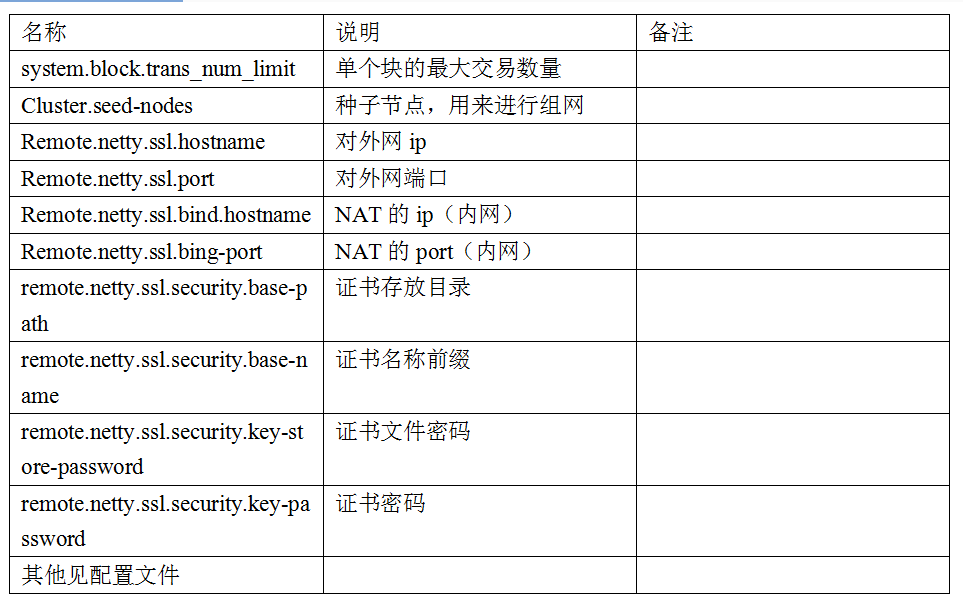 名称 说明 备注
system.block.trans_num_limit 单个块的最大交易数量
Cluster.seed-nodes 种子节点，用来进行组网
Remote.netty.ssl.hostname 对外网 ip
Remote.netty.ssl.port 对外网端口
Remote.netty.ssl.bind.hostname NAT 的 ip（内网）
Remote.netty.ssl.bing-port NAT 的 port（内网）
remote.netty.ssl.security.base-p 证书存放目录
ath
remote.netty.ssl.security.base-n 证书名称前缀
ame
remote.netty.ssl.security.key-st 证书文件密码
ore-password
remote.netty.ssl.security.key-pa 证书密码
ssword
其他见配置文件